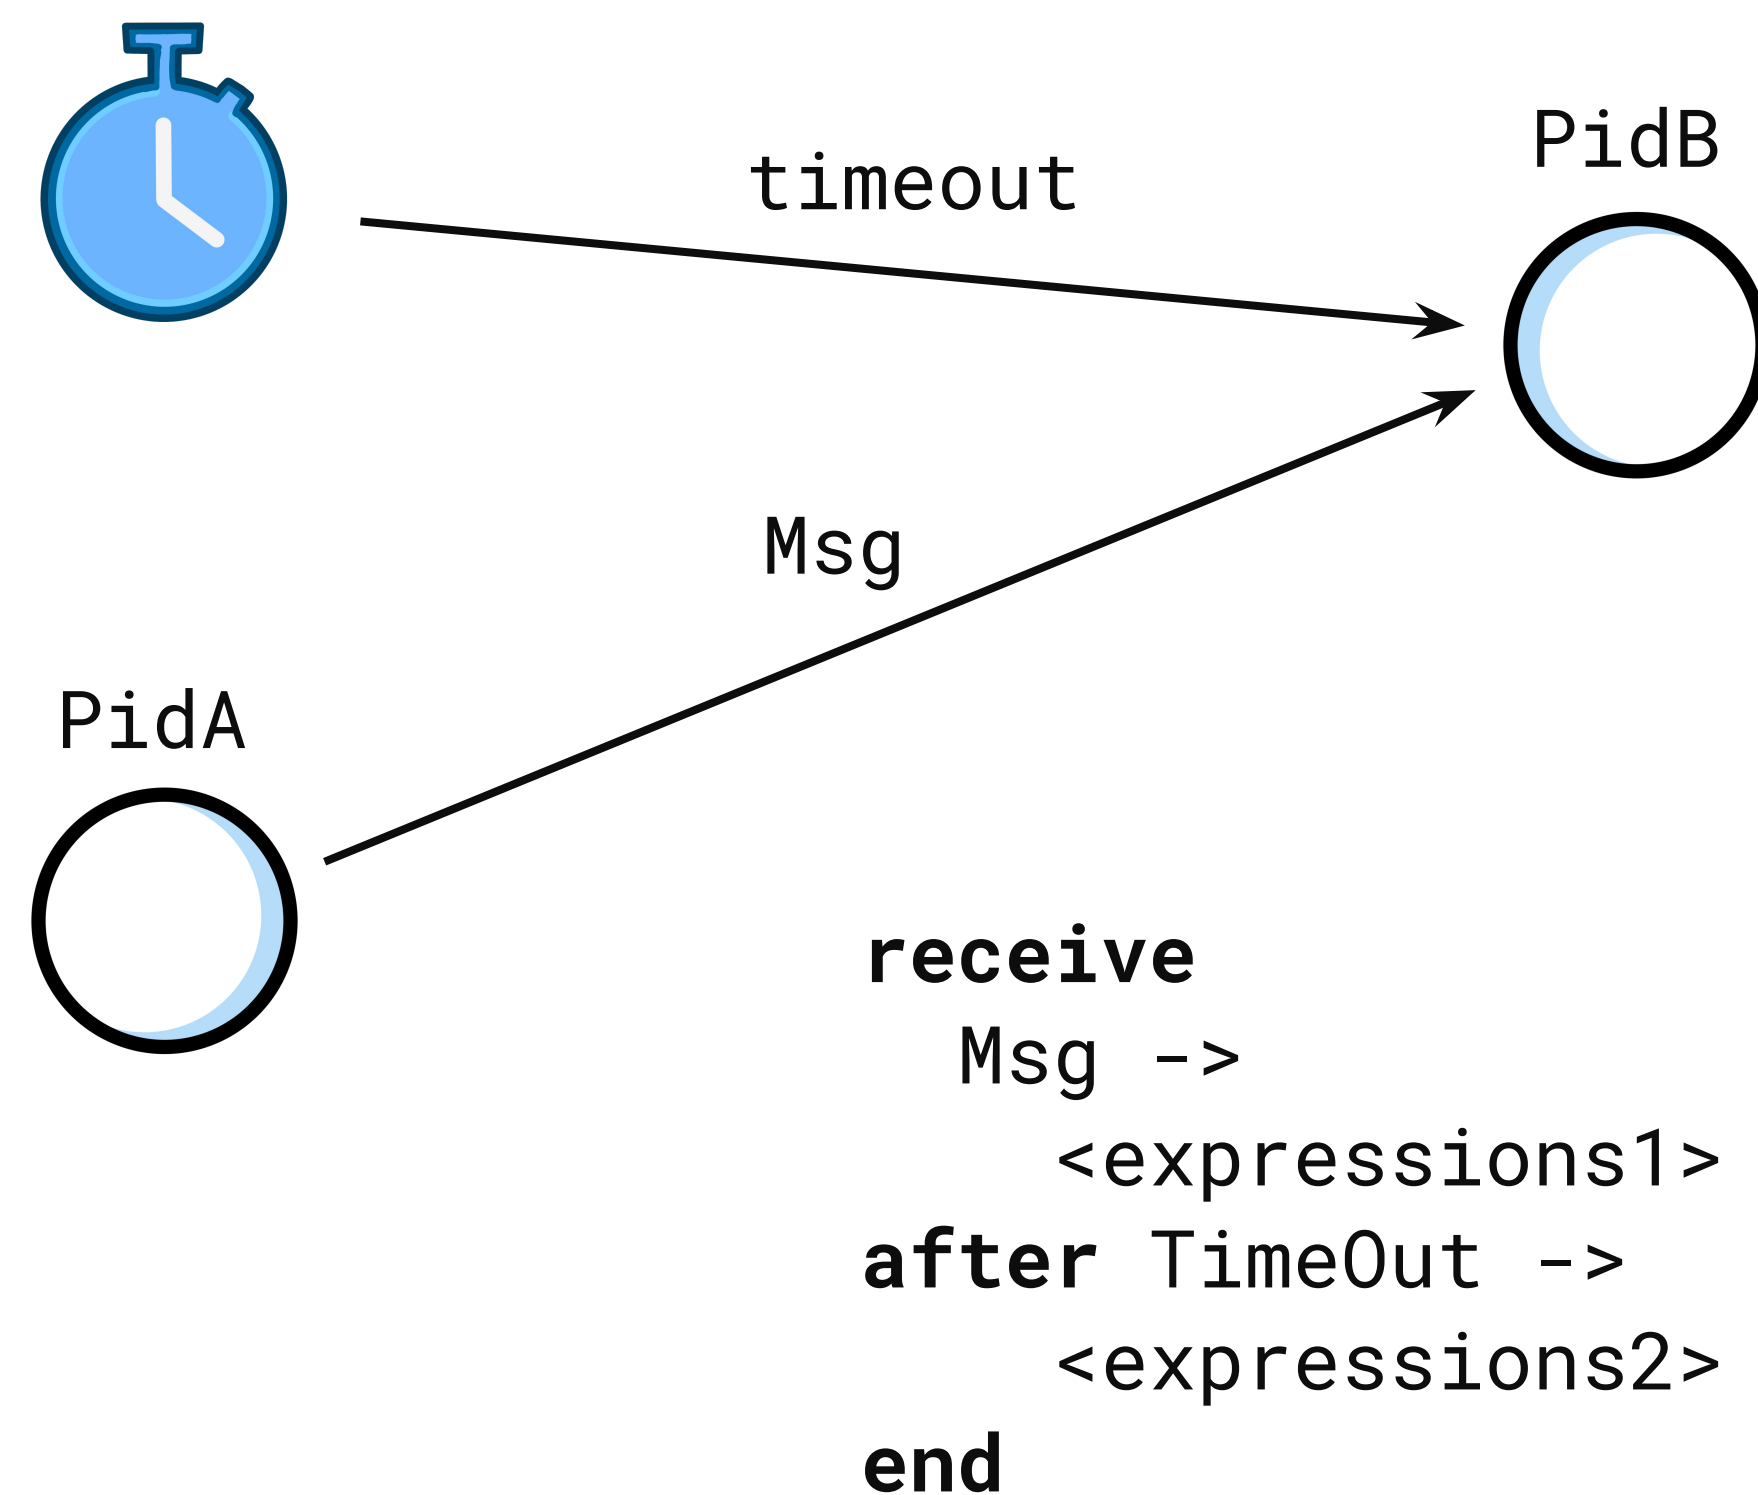 timeout
PidB
Msg
PidA
receive
  Msg ->
    <expressions1>
after TimeOut ->
    <expressions2>
end